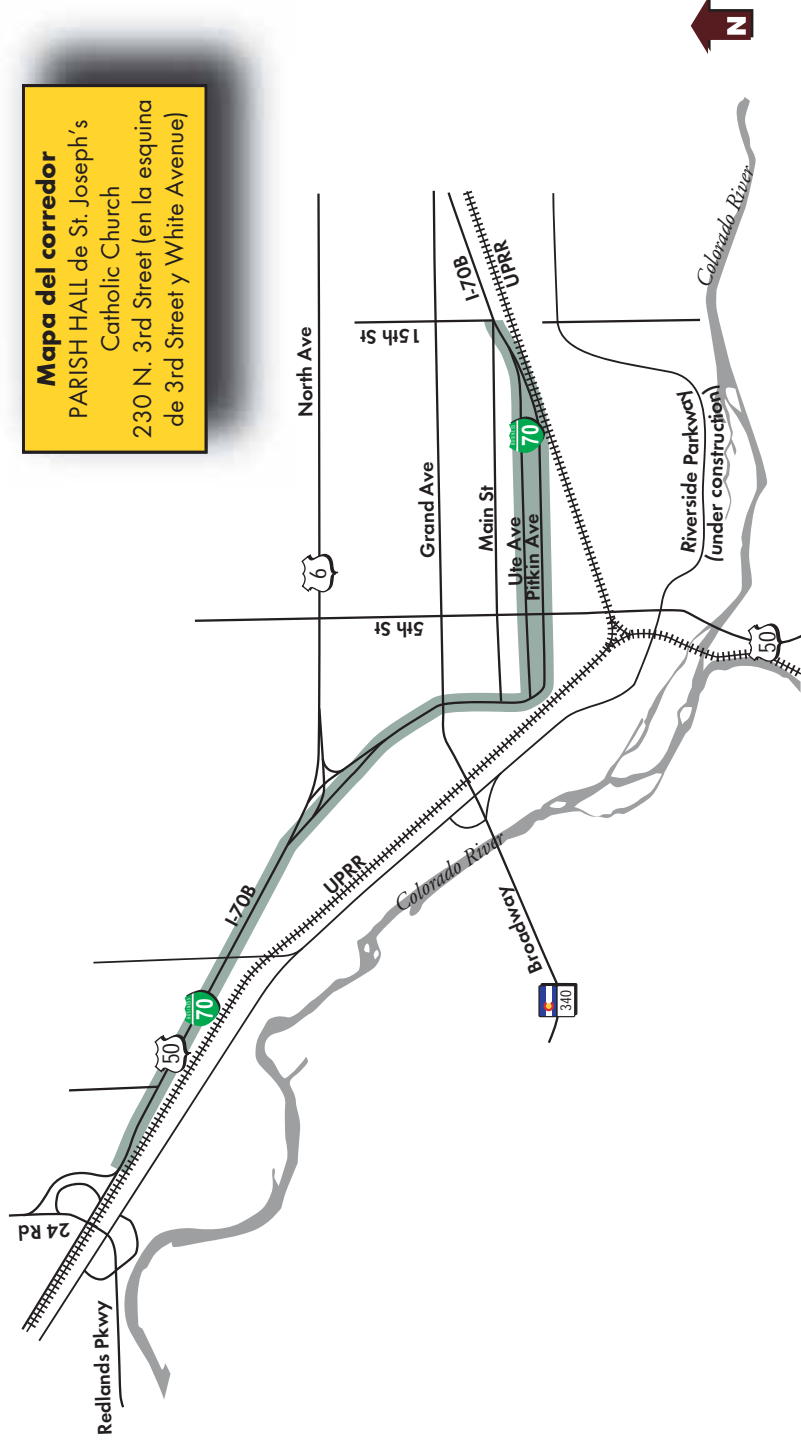 Mapa del corredor
PARISH HALL de St. Joseph's
Catholic Church
230 N. 3rd Street (en la esquina
de 3rd Street y White Avenue)
N
24 Rd
Redlands Pkwy
50
70
I-70B
UPRR
North Ave
6
Grand Ave
Main St
Ute Ave
Pitkin Ave
70
5th St
15th St
I-70B
UPRR
Colorado River
Broadway
340
Riverside Parkway
(under construction)
Colorado River
50